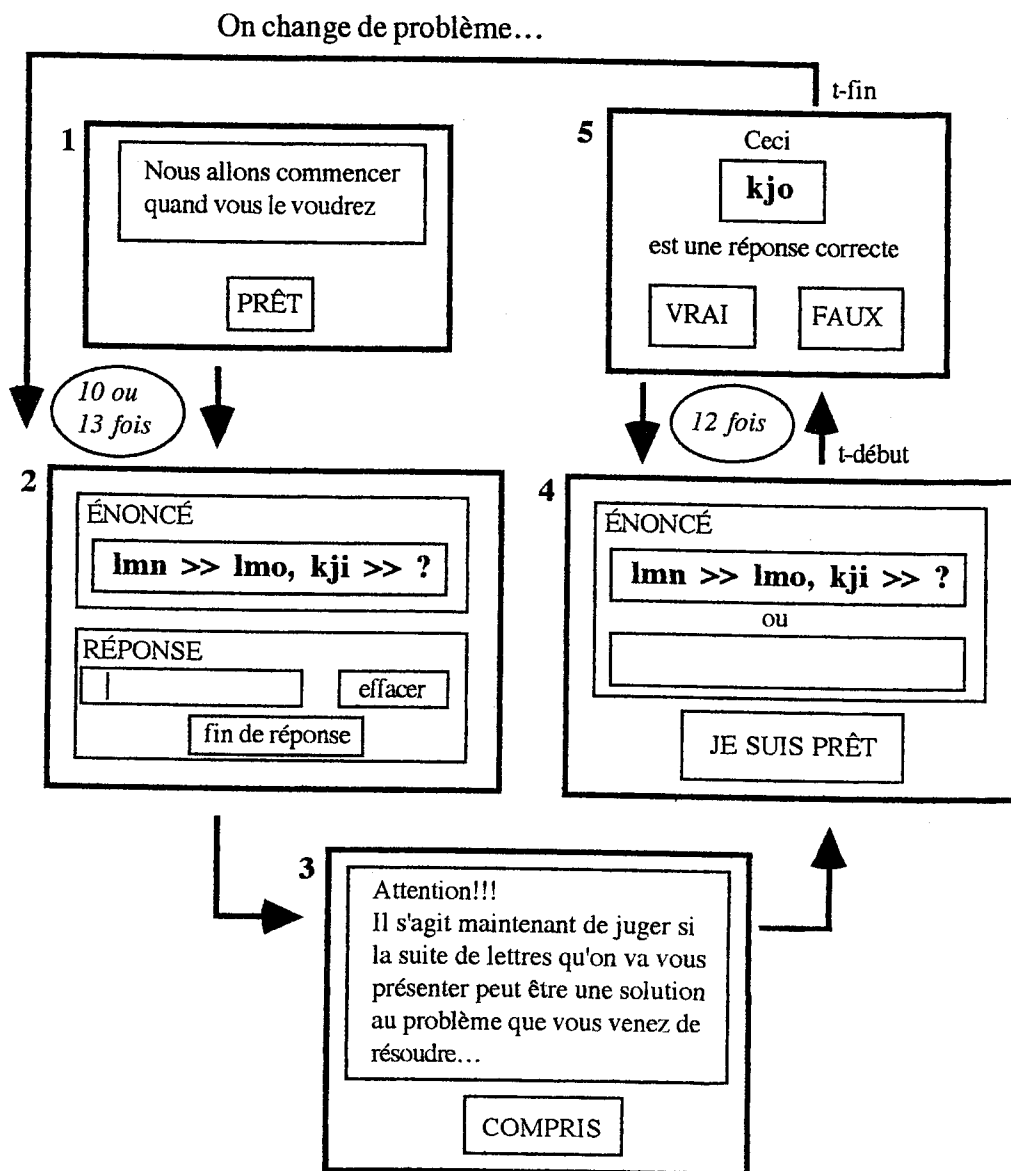 On change de problème…
t-fin
1
Nous allons commencer
quand vous le voudrez
PRÊT
5
Ceci
kjo
est une réponse correcte
VRAI
FAUX
10 ou
13 fois
12 fois
t-début
2
ÉNONCÉ
lmn >> lmo, kji >> ?
RÉPONSE
effacer
fin de réponse
4
ÉNONCÉ
lmn >> lmo, kji >> ?
ou
JE SUIS PRÊT
3
Attention!!!
Il s'agit maintenant de juger si
la suite de lettres qu'on va vous
présenter peut être une solution
au problème que vous venez de
résoudre…
COMPRIS